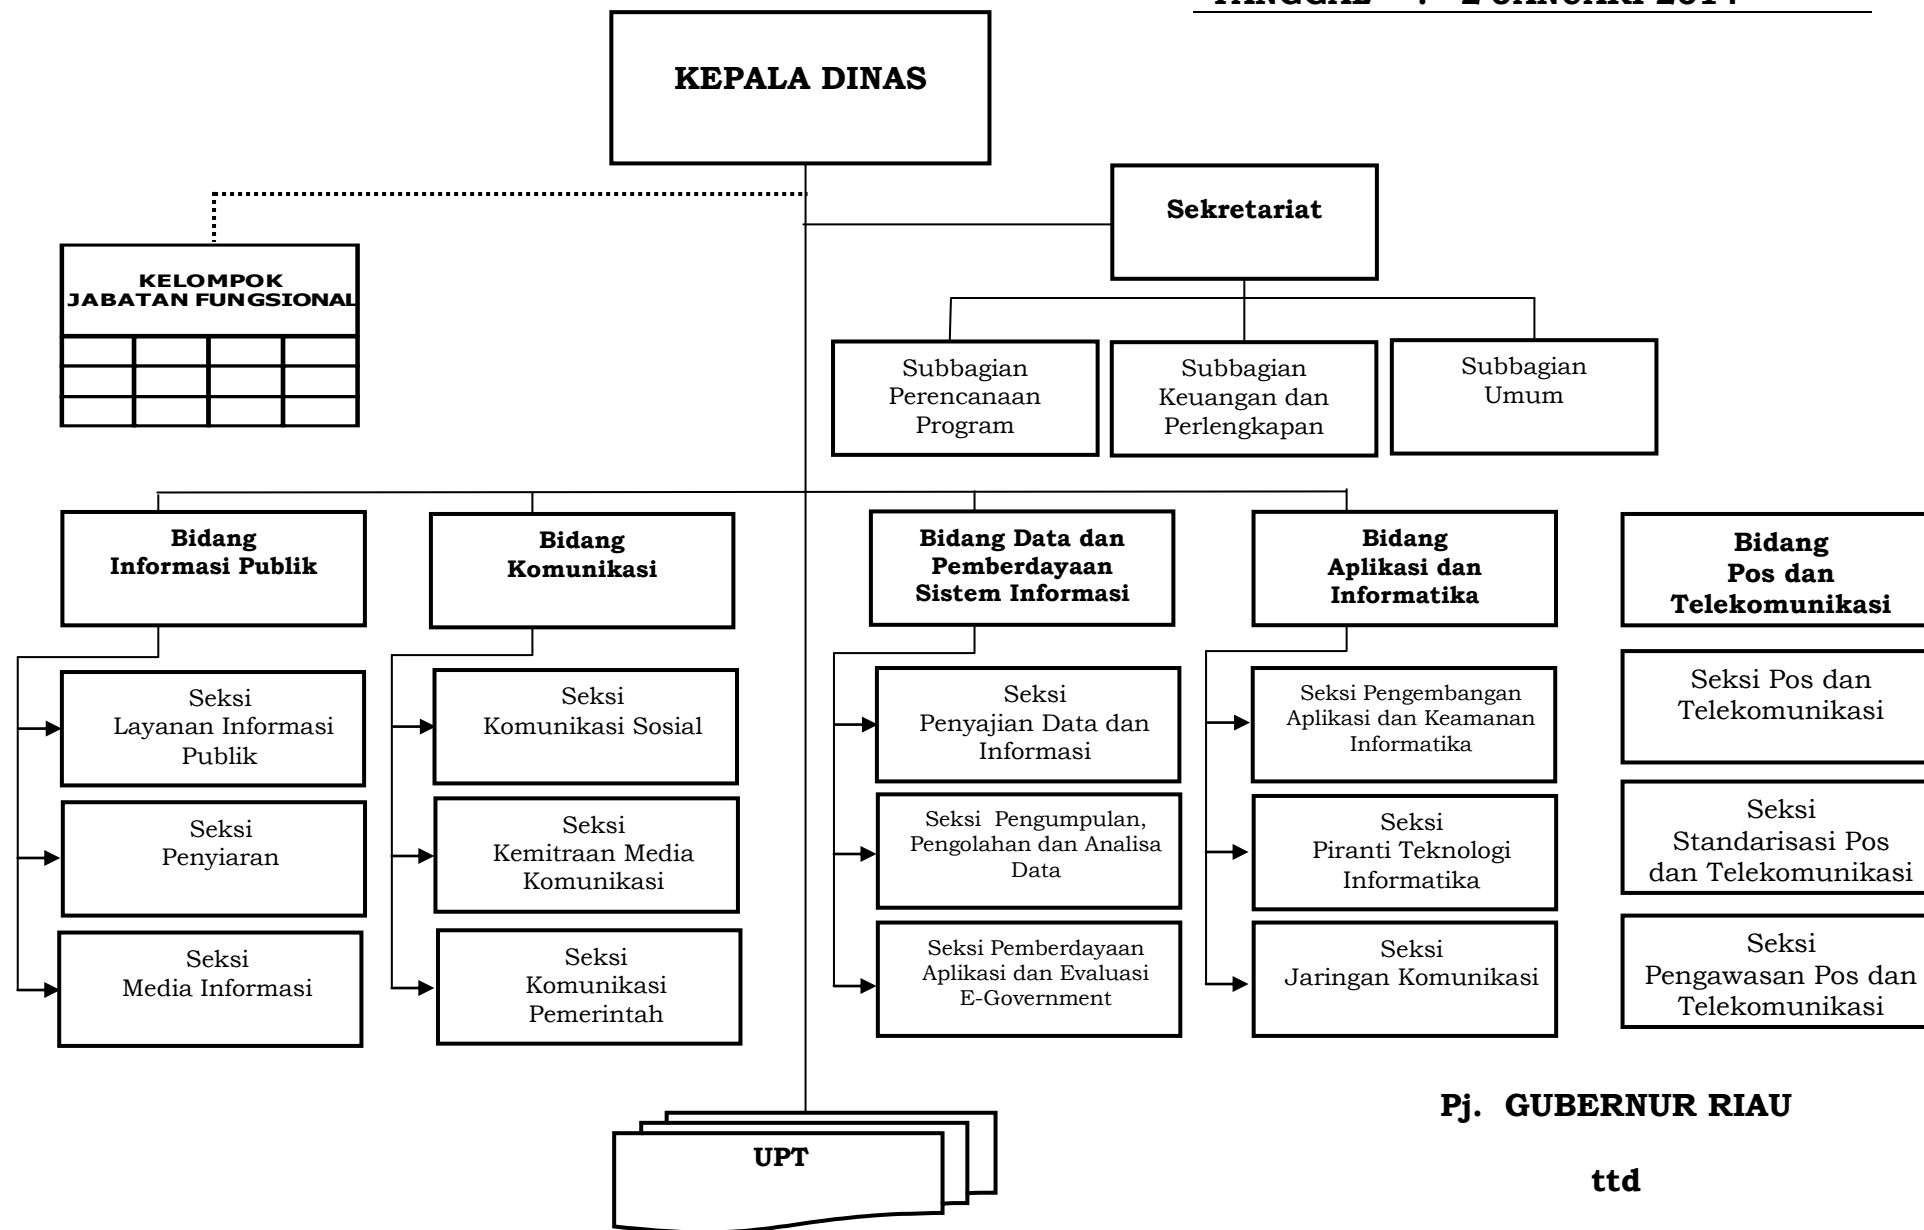 TANGGAL : 2 JANUARI 2014
KEPALA DINAS
Sekretariat
KELOMPOK
JABATAN FUNGSIONAL
Subbagian
Perencanaan
Program
Subbagian
Keuangan dan
Perlengkapan
Subbagian
Umum
Bidang
Informasi Publik
Bidang
Komunikasi
Bidang Data dan
Pemberdayaan
Sistem Informasi
Bidang
Aplikasi dan
Informatika
Bidang
Pos dan
Telekomunikasi
Seksi
Layanan Informasi
Publik
Seksi
Komunikasi Sosial
Seksi
Penyajian Data dan
Informasi
Seksi Pengembangan
Aplikasi dan Keamanan
Informatika
Seksi Pos dan
Telekomunikasi
Seksi
Penyiaran
Seksi
Kemitraan Media
Komunikasi
Seksi Pengumpulan,
Pengolahan dan Analisa
Data
Seksi
Piranti Teknologi
Informatika
Seksi
Standarisasi Pos
dan Telekomunikasi
Seksi
Media Informasi
Seksi
Komunikasi
Pemerintah
Seksi Pemberdayaan
Aplikasi dan Evaluasi
E-Government
Seksi
Jaringan Komunikasi
Seksi
Pengawasan Pos dan
Telekomunikasi
UPT
Pj. GUBERNUR RIAU
ttd